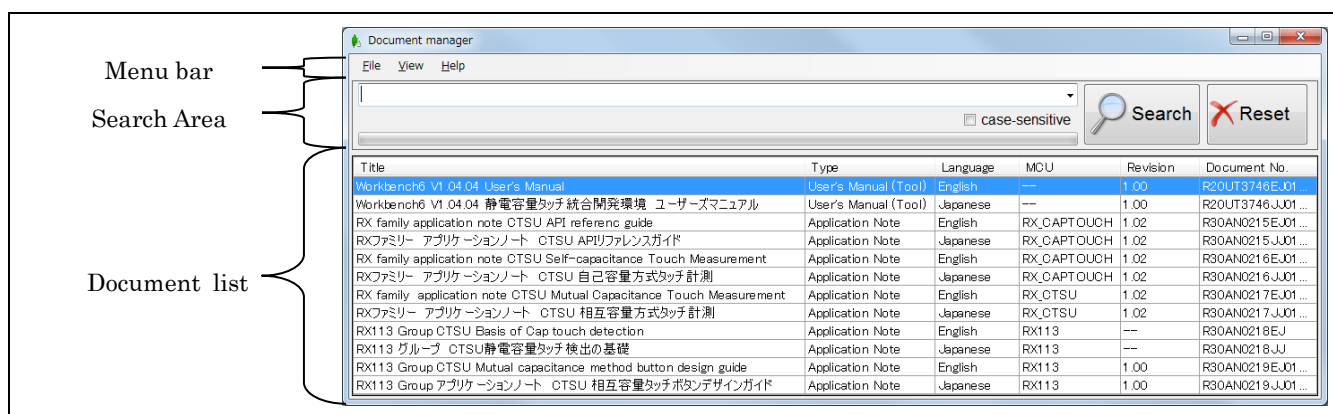 Document manager
File View Help
Menu bar
Search Area
case-sensitive
Search
Reset
Document list
Title Type Language MCU Revision Document No.
Workbench6 V1.04.04 User's Manual User's Manual (Tool) English -- 1.00 R20UT3746EJ01...
Workbench6 V1.04.04 静電容量タッチ統合開発環境 ユーザーズマニュアル User's Manual (Tool) Japanese -- 1.00 R20UT3746JJ01...
RX family application note CTSU API referenc guide Application Note English RX_CAPTOUCH 1.02 R30AN0215EJ01...
RXファミリー アプリケーションノート CTSU APIリファレンスガイド Application Note Japanese RX_CAPTOUCH 1.02 R30AN0215JJ01...
RX family application note CTSU Self-capacitance Touch Measurement Application Note English RX_CAPTOUCH 1.02 R30AN0216EJ01...
RXファミリー アプリケーションノート CTSU 自己容量方式タッチ計測 Application Note Japanese RX_CAPTOUCH 1.02 R30AN0216JJ01...
RX family application note CTSU Mutual Capacitance Touch Measurement Application Note English RX_CTSU 1.02 R30AN0217EJ01...
RXファミリー アプリケーションノート CTSU 相互容量方式タッチ計測 Application Note Japanese RX_CTSU 1.02 R30AN0217JJ01...
RX113 Group CTSU Basis of Cap touch detection Application Note English RX113 -- R30AN0218EJ
RX113 グループ CTSU静電容量タッチ検出の基礎 Application Note Japanese RX113 -- R30AN0218JJ
RX113 Group CTSU Mutual capacitance method button design guide Application Note English RX113 1.00 R30AN0219EJ01...
RX113 Group アプリケーションノート CTSU 相互容量タッチボタンデザインガイド Application Note Japanese RX113 1.00 R30AN0219JJ01...